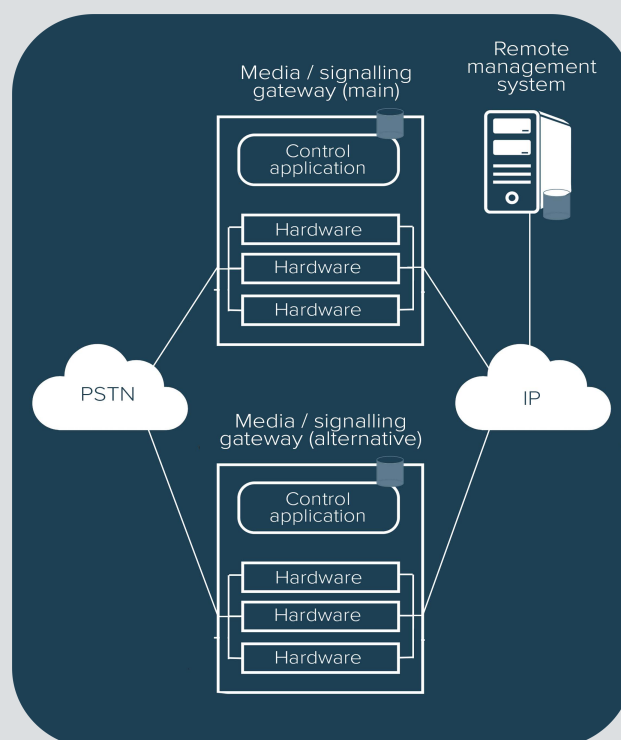 Remote
management
system
Media / signalling
gateway (main)
Control
application
Hardware
Hardware
Hardware
PSTN
IP
Media / signalling
gateway (alternative)
Control
application
Hardware
Hardware
Hardware